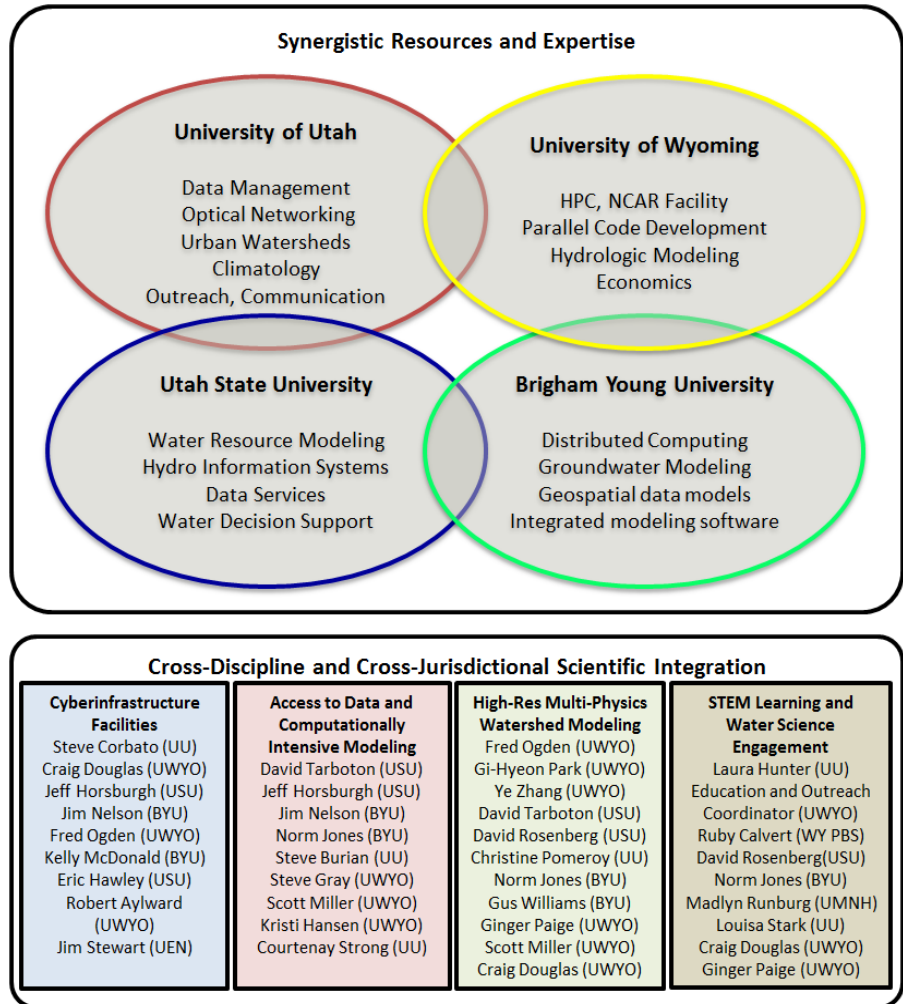 Synergistic Resources and Expertise
University of Utah
Data Management
Optical Networking
Urban Watersheds
Climatology
Outreach, Communication
University of Wyoming
HPC, NCAR Facility
Parallel Code Development
Hydrologic Modeling
Economics
Utah State University
Water Resource Modeling
Hydro Information Systems
Data Services
Water Decision Support
Brigham Young University
Distributed Computing
Groundwater Modeling
Geospatial data models
Integrated modeling software
Cross-Discipline and Cross-Jurisdictional Scientific Integration
Cyberinfrastructure
Facilities
Steve Corbato (UU)
Craig Douglas (UWYO)
Jeff Horsburgh (USU)
Jim Nelson (BYU)
Fred Ogden (UWYO)
Kelly McDonald (BYU)
Eric Hawley (USU)
Robert Aylward
(UWYO)
Jim Stewart (UEN)
Access to Data and
Computationally
Intensive Modeling
David Tarboton (USU)
Jeff Horsburgh (USU)
Jim Nelson (BYU)
Norm Jones (BYU)
Steve Burian (UU)
Steve Gray (UWYO)
Scott Miller (UWYO)
Kristi Hansen (UWYO)
Courtenay Strong (UU)
High-Res Multi-Physics
Watershed Modeling
Fred Ogden (UWYO)
Gi-Hyeon Park (UWYO)
Ye Zhang (UWYO)
David Tarboton (USU)
David Rosenberg (USU)
Christine Pomeroy (UU)
Norm Jones (BYU)
Gus Williams (BYU)
Ginger Paige (UWYO)
Scott Miller (UWYO)
Craig Douglas (UWYO)
STEM Learning and
Water Science
Engagement
Laura Hunter (UU)
Education and Outreach
Coordinator (UWYO)
Ruby Calvert (WY PBS)
David Rosenberg(USU)
Norm Jones (BYU)
Madlyn Runburg (UMNH)
Louisa Stark (UU)
Craig Douglas (UWYO)
Ginger Paige (UWYO)